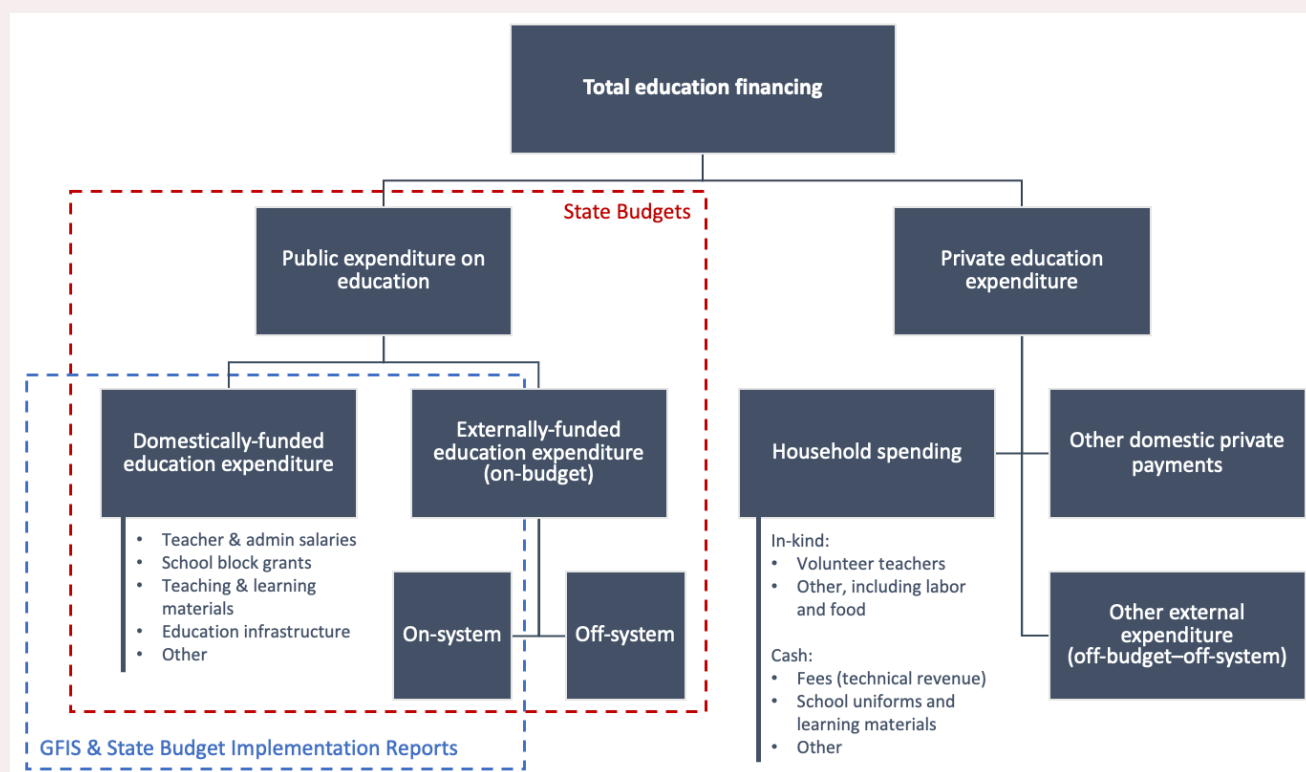 Total education financing
State Budgets
Public expenditure on
education
Private education
expenditure
Domestically-funded
education expenditure
Externally-funded
education expenditure
(on-budget)
Household spending
Other domestic private
payments
• Teacher & admin salaries
• School block grants
• Teaching & learning
materials
• Education infrastructure
• Other
On-system
Off-system
In-kind:
• Volunteer teachers
• Other, including labor
and food
Cash:
• Fees (technical revenue)
• School uniforms and
learning materials
• Other
Other external
expenditure
(off-budget–off-system)
GFIS & State Budget Implementation Reports